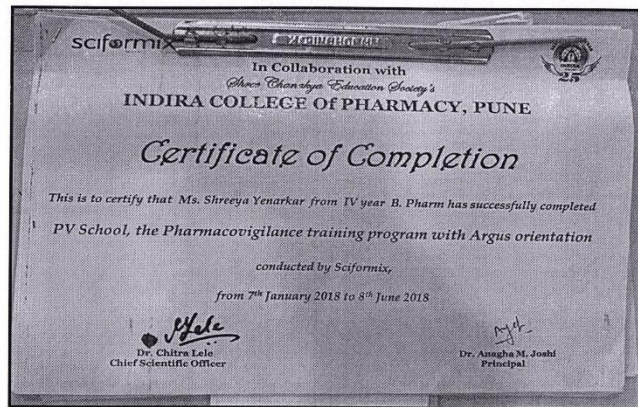 sciformix
In Collaboration with
Shree Chanakya Education Society's
INDIRA COLLEGE Of PHARMACY, PUNE
Certificate of Completion
This is to certify that Ms. Shreeya Yenarkar from IV year B. Pharm has successfully completed
PV School, the Pharmacovigilance training program with Argus orientation
conducted by Sciformix,
from 7th January 2018 to 8th June 2018
Dr. Chitra Lele
Chief Scientific Officer
Dr. Anagha M. Joshi
Principal
INDIRA
25